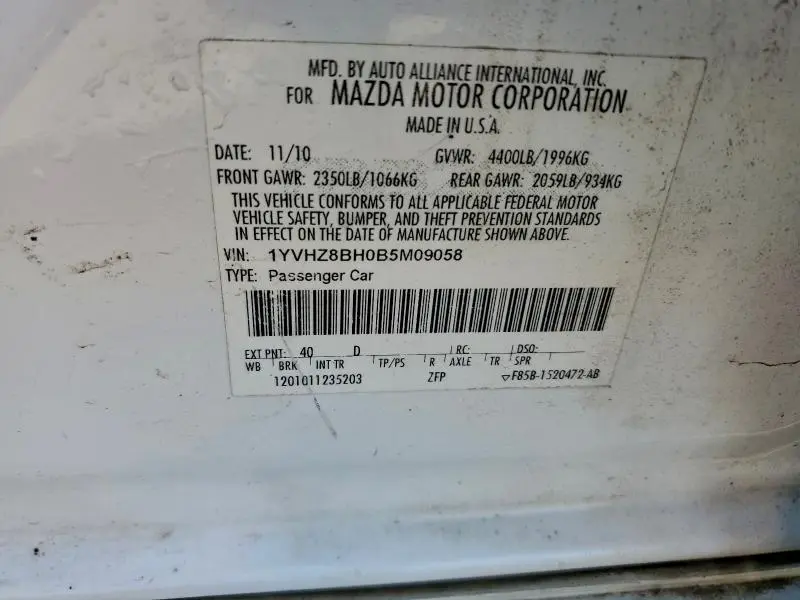 MFD. BY AUTO ALLIANCE INTERNATIONAL, INC.
FOR MAZDA MOTOR CORPORATION
MADE IN U.S.A.
DATE: 11/10 GVWR: 4400LB/1996KG
FRONT GAWR: 2350LB/1066KG REAR GAWR: 2059LB/934KG
THIS VEHICLE CONFORMS TO ALL APPLICABLE FEDERAL MOTOR
VEHICLE SAFETY, BUMPER, AND THEFT PREVENTION STANDARDS
IN EFFECT ON THE DATE OF MANUFACTURE SHOWN ABOVE.
VIN: 1YVHZ8BH0B5M09058
TYPE: Passenger Car
EXT PNT: 40 D RC: DSO:
WB BRK INT TR TP/PS R AXLE TR SPR
1201011235203 ZFP F85B-1520472-AB